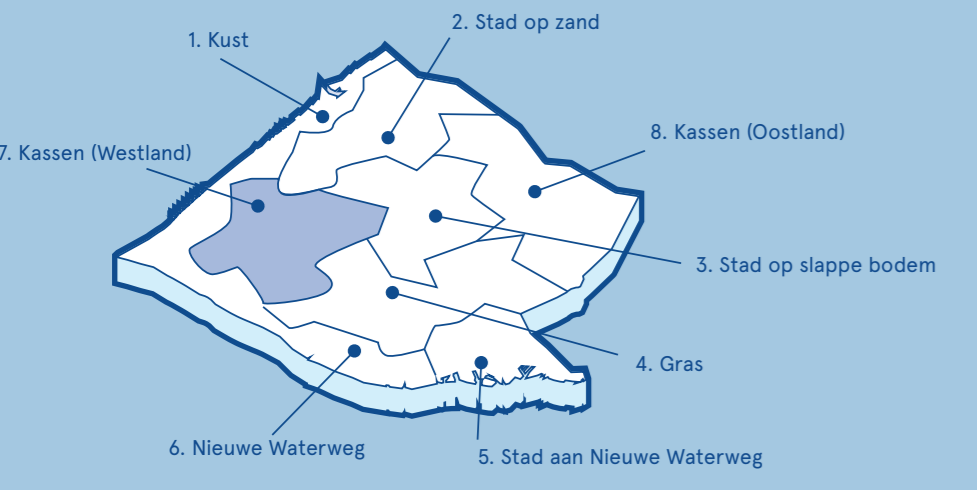 2. Stad op zand
1. Kust
8. Kassen (Oostland)
7. Kassen (Westland)
3. Stad op slappe bodem
4. Gras
6. Nieuwe Waterweg
5. Stad aan Nieuwe Waterweg